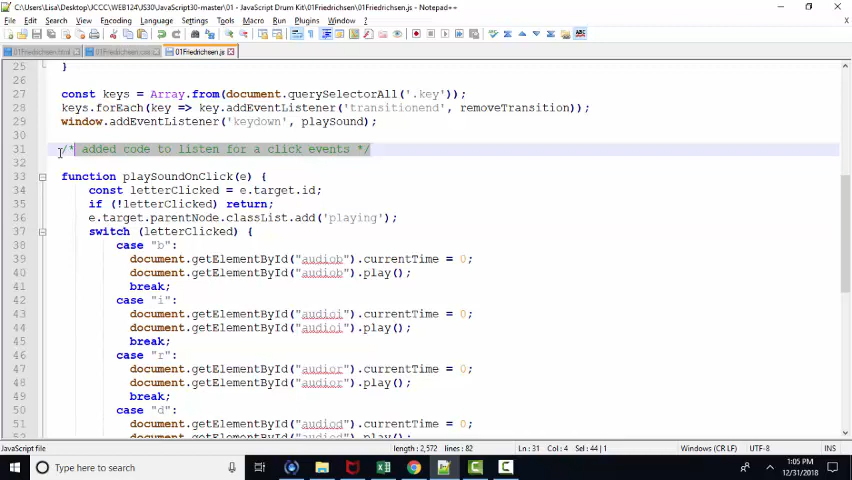 C:\Users\Lisa\Desktop\JCCC\WEB124\JS30\JavaScript30-master\01 - JavaScript Drum Kit\01Friedrichsen\01Friedrichsen.js - Notepad++
File Edit Search View Encoding Language Settings Tools Macro Run Plugins Window ?
01Friedrichsen.html 01Friedrichsen.css 01Friedrichsen.js
25 }
26
27 const keys = Array.from(document.querySelectorAll('.key'));
28 keys.forEach(key => key.addEventListener('transitionend', removeTransition));
29 window.addEventListener('keydown', playSound);
30
31 /* added code to listen for a click events */
32
33 function playSoundOnClick(e) {
34 const letterClicked = e.target.id;
35 if (!letterClicked) return;
36 e.target.parentNode.classList.add('playing');
37 switch (letterClicked) {
38 case "b":
39 document.getElementById("audiob").currentTime = 0;
40 document.getElementById("audiob").play();
41 break;
42 case "i":
43 document.getElementById("audioi").currentTime = 0;
44 document.getElementById("audioi").play();
45 break;
46 case "r":
47 document.getElementById("audior").currentTime = 0;
48 document.getElementById("audior").play();
49 break;
50 case "d":
51 document.getElementById("audiod").currentTime = 0;
52 document.getElementById("audiod").play();
JavaScript file length : 2,572 lines : 82 Ln : 31 Col : 4 Sel : 44 | 1 Windows (CR LF) UTF-8 INS
Type here to search
1:05 PM
12/31/2018